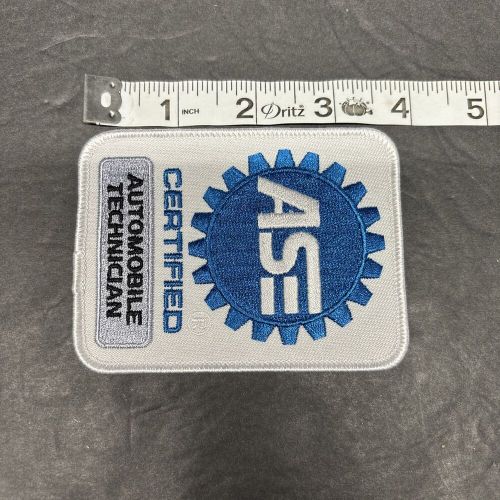 1 INCH 2 Dritz 3 4 5
ASE
CERTIFIED
AUTOMOBILE
TECHNICIAN